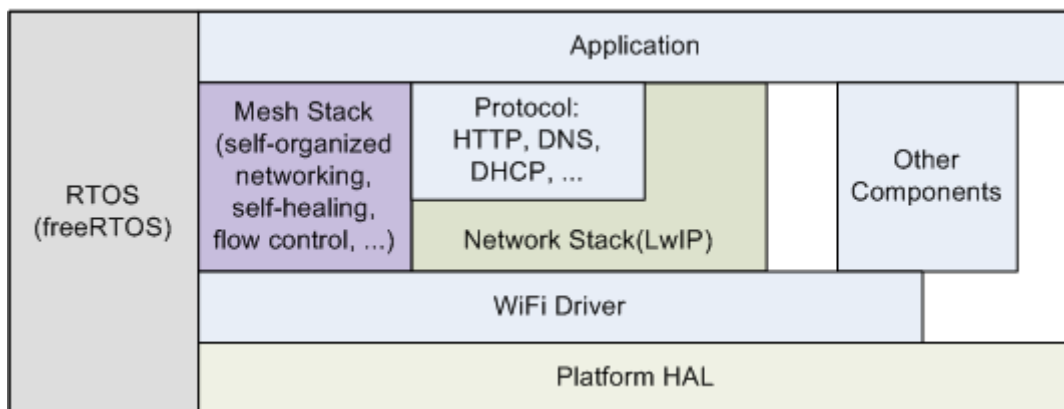 RTOS
(freeRTOS)
Application
Mesh Stack
(self-organized
networking,
self-healing,
flow control, ...)
Protocol:
HTTP, DNS,
DHCP, ...
Network Stack(LwIP)
Other
Components
WiFi Driver
Platform HAL